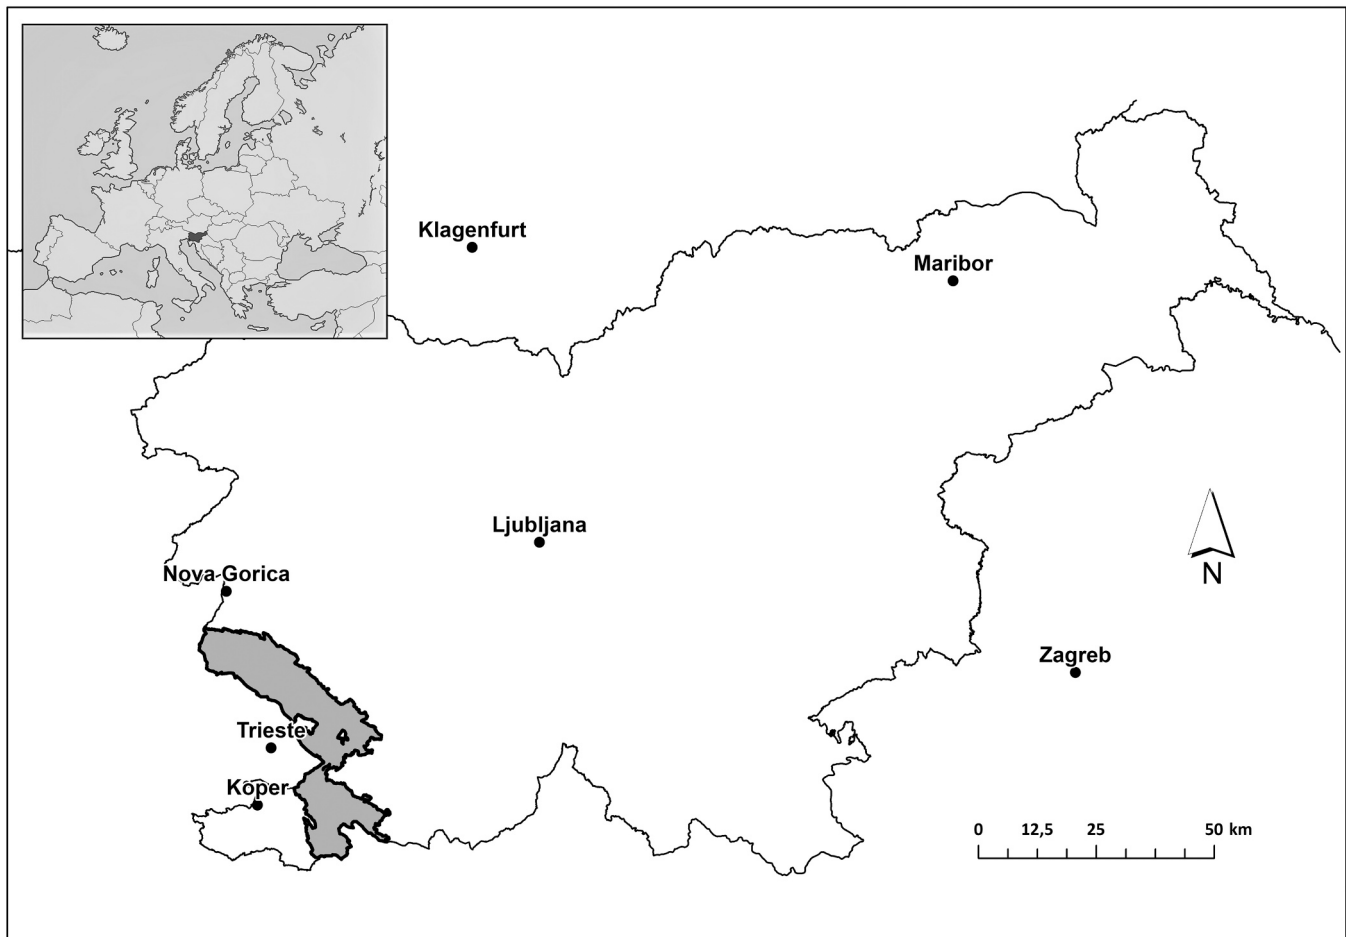 Klagenfurt
Maribor
Ljubljana
Nova Gorica
N
Zagreb
Trieste
Koper
0 12,5 25 50 km